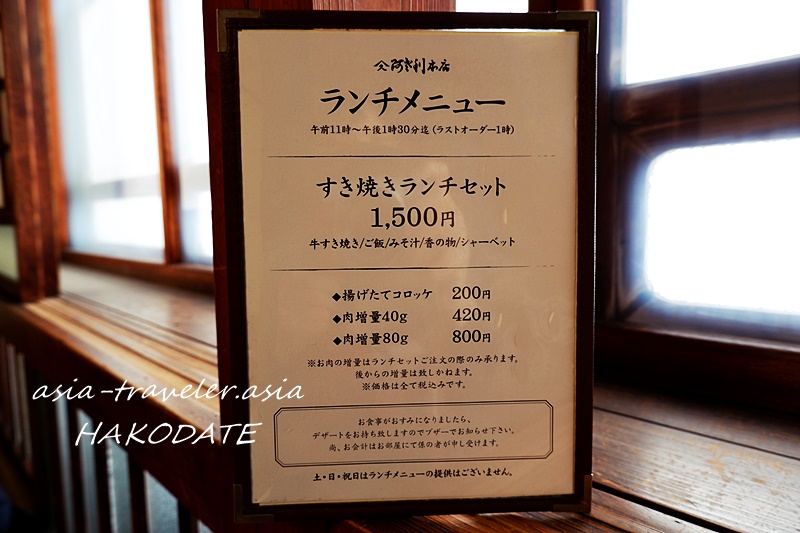 阿さ利本店
ランチメニュー
午前11時〜午後1時30分迄(ラストオーダー1時)
すき焼きランチセット
1,500円
牛すき焼き/ご飯/みそ汁/香の物/シャーベット
◆揚げたてコロッケ 200円
◆肉増量40g 420円
◆肉増量80g 800円
※お肉の増量はランチセットご注文の際のみ承ります。
後からの増量は致しかねます。
※価格は全て税込みです。
お食事がおすみになりましたら、
デザートをお持ち致しますのでブザーでお知らせ下さい。
尚、お会計はお部屋にて係の者が申し受けます。
土・日・祝日はランチメニューの提供はございません。
asia-traveler.asia
HAKODATE